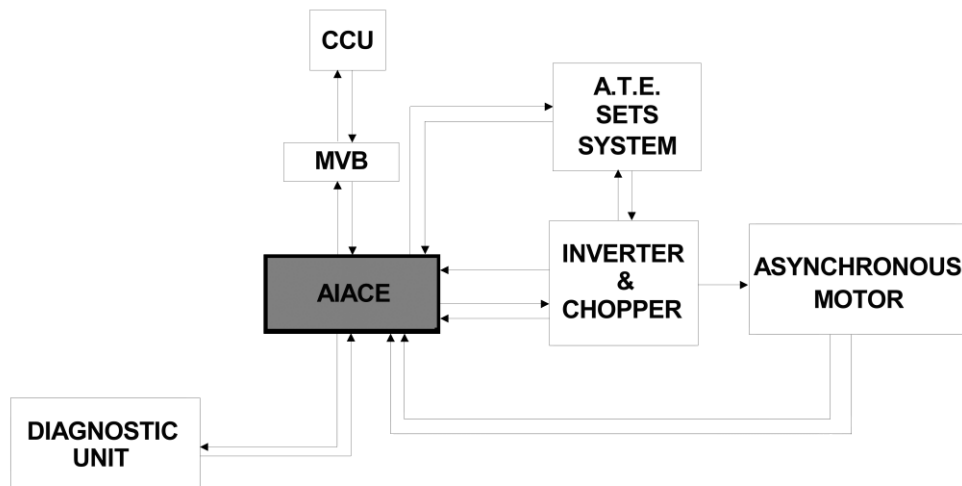 CCU
A.T.E.
SETS
SYSTEM
MVB
AIACE
INVERTER
&
CHOPPER
ASYNCHRONOUS
MOTOR
DIAGNOSTIC
UNIT